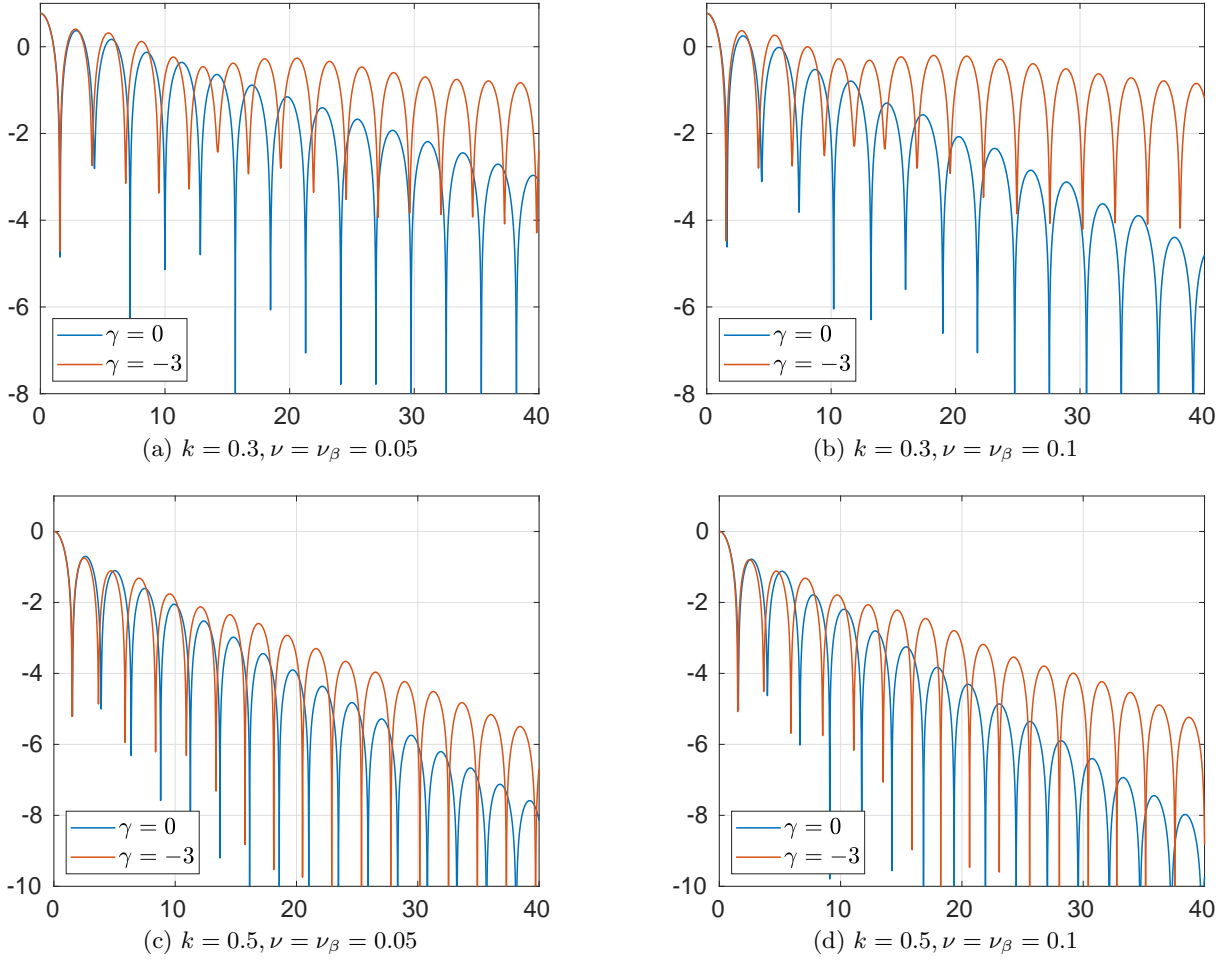 0
-2
-4
-6
-8
γ = 0
γ = −3
0 10 20 30 40
(a) k = 0.3, ν = ν_β = 0.05
0
-2
-4
-6
-8
γ = 0
γ = −3
0 10 20 30 40
(b) k = 0.3, ν = ν_β = 0.1
0
-2
-4
-6
-8
-10
γ = 0
γ = −3
0 10 20 30 40
(c) k = 0.5, ν = ν_β = 0.05
0
-2
-4
-6
-8
-10
γ = 0
γ = −3
0 10 20 30 40
(d) k = 0.5, ν = ν_β = 0.1